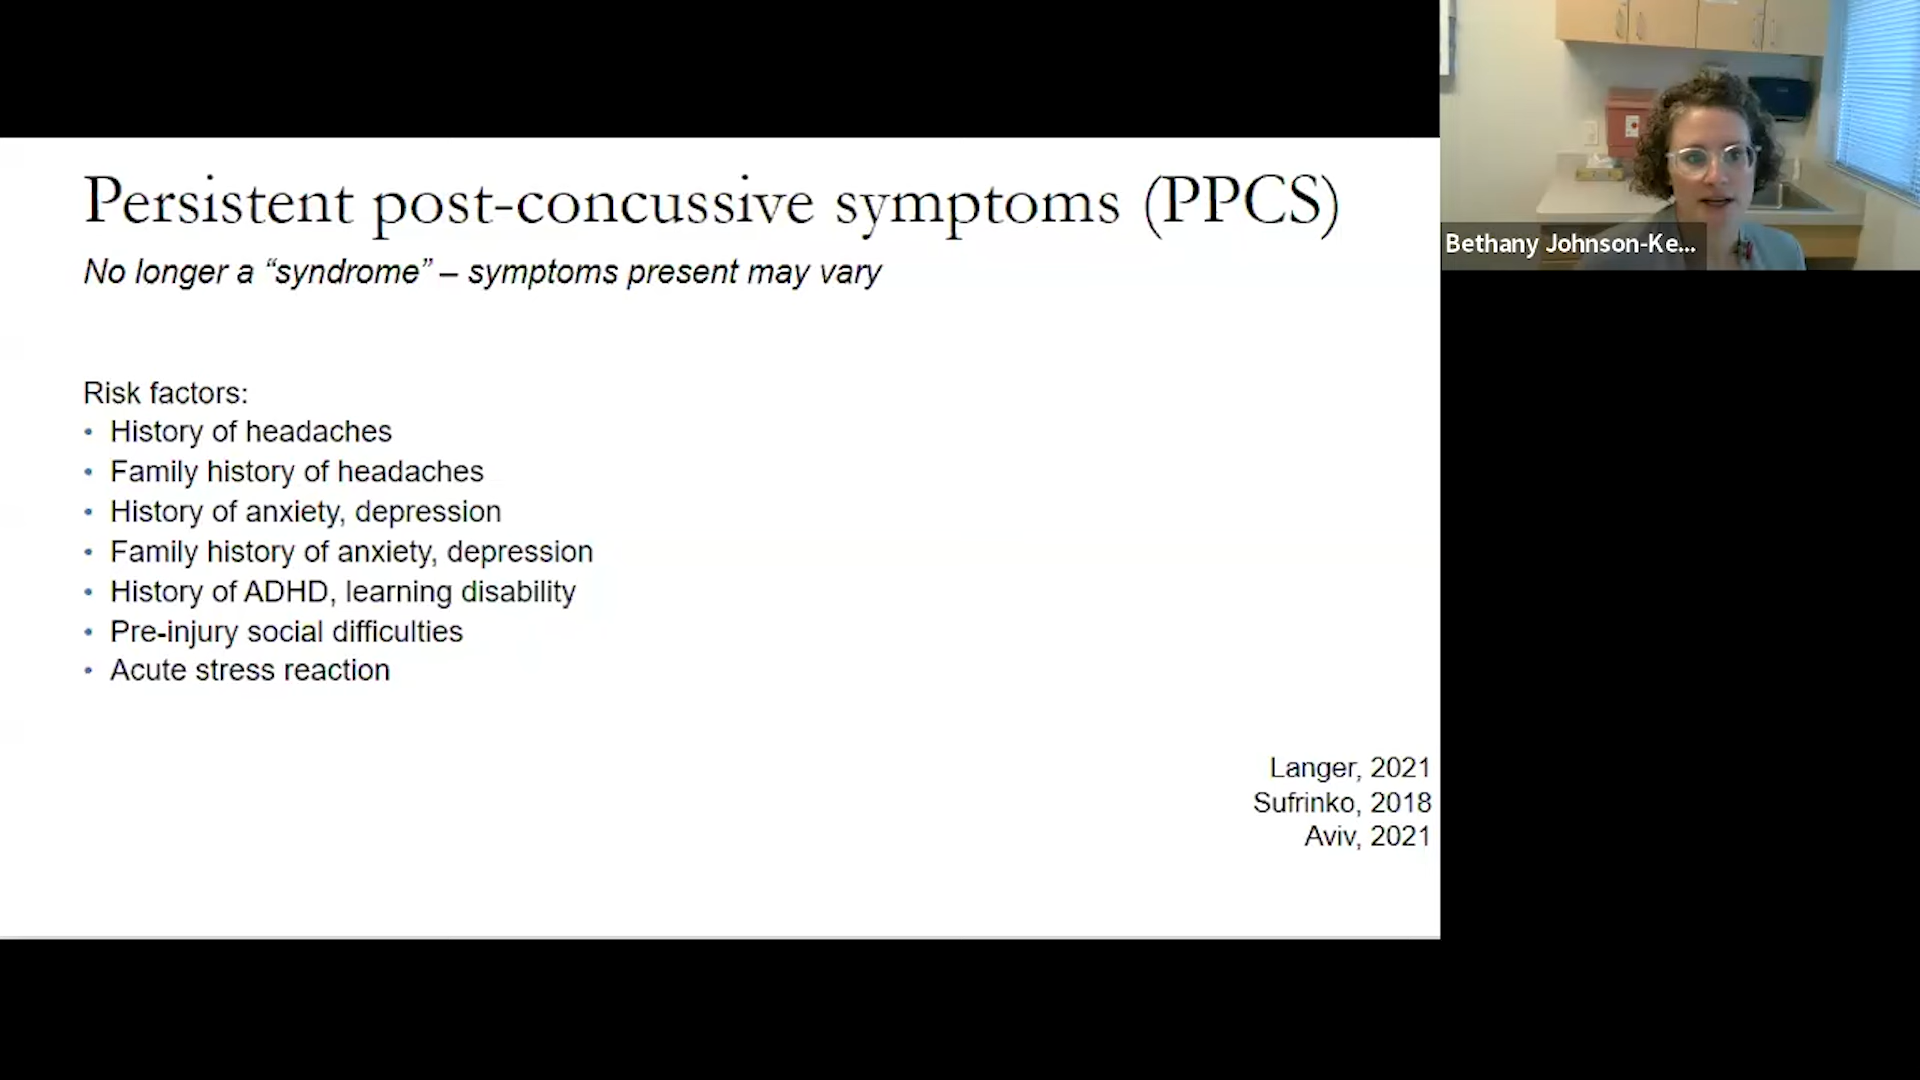 Persistent post-concussive symptoms (PPCS)
No longer a “syndrome” – symptoms present may vary
Risk factors:
• History of headaches
• Family history of headaches
• History of anxiety, depression
• Family history of anxiety, depression
• History of ADHD, learning disability
• Pre-injury social difficulties
• Acute stress reaction
Langer, 2021
Sufrinko, 2018
Aviv, 2021
Bethany Johnson-Ke...